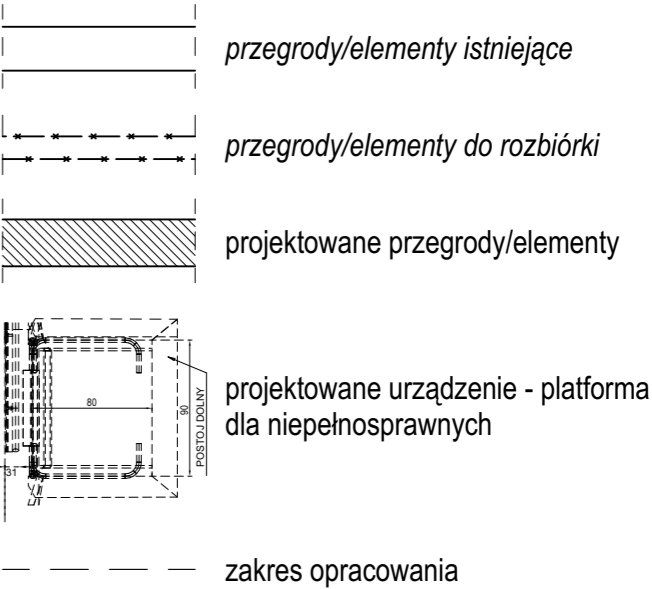 przegrody/elementy istniejące
przegrody/elementy do rozbiórki
projektowane przegrody/elementy
80
90
POSTOJ DOLNY
31
projektowane urządzenie - platforma
dla niepełnosprawnych
zakres opracowania